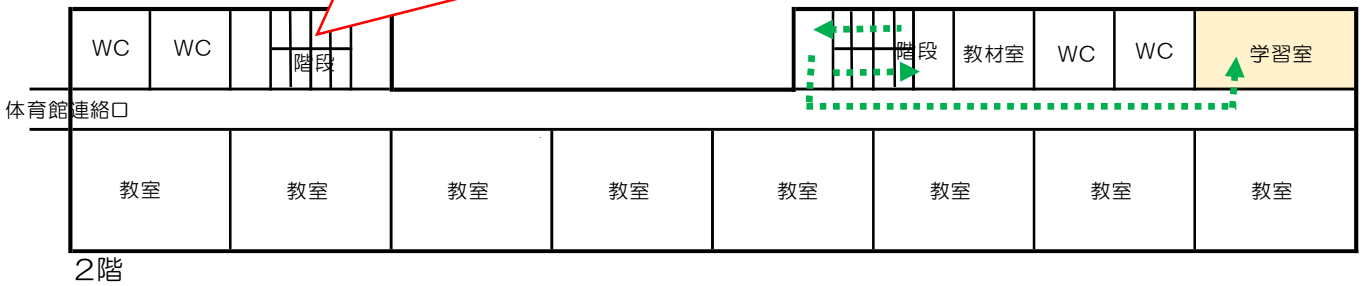 WC WC 階段 階段 教材室 WC WC 学習室
体育館連絡口
教室 教室 教室 教室 教室 教室 教室 教室
2階